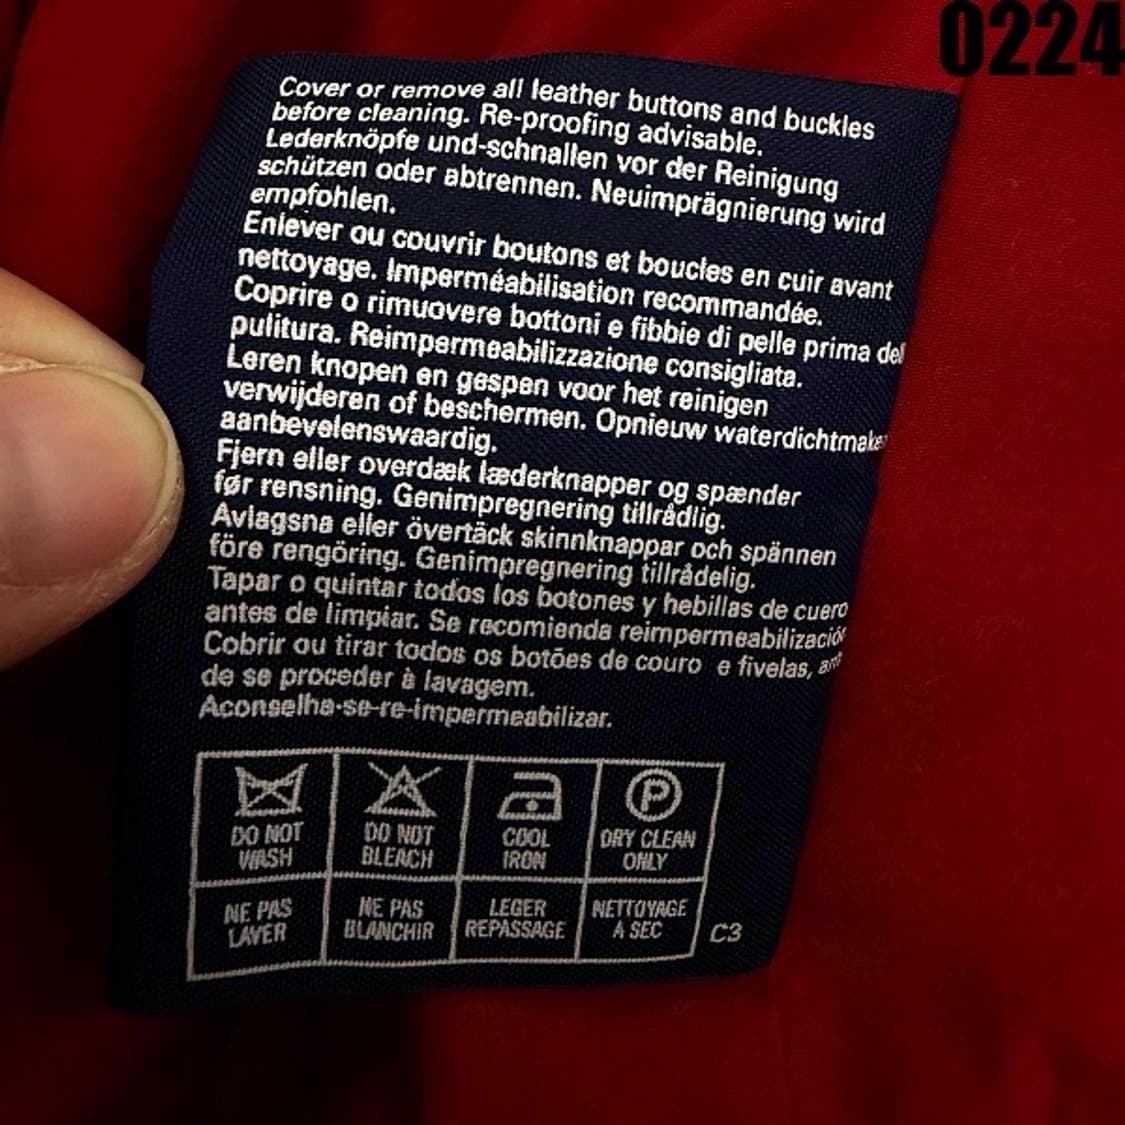 0224
Cover or remove all leather buttons and buckles
before cleaning. Re-proofing advisable.
Lederknöpfe und-schnallen vor der Reinigung
schützen oder abtrennen. Neuimprägnierung wird
empfohlen.
Enlever ou couvrir boutons et boucles en cuir avant
nettoyage. Imperméabilisation recommandée.
Coprire o rimuovere bottoni e fibbie di pelle prima del
pulitura. Reimpermeabilizzazione consigliata.
Leren knopen en gespen voor het reinigen
verwijderen of beschermen. Opnieuw waterdichtmake
aanbevelenswaardig.
Fjern eller overdæk læderknapper og spænder
før rensning. Genimpregnering tillrådlig.
Avlagsna eller övertäck skinnknappar och spännen
före rengöring. Genimpregnering tillrådelig.
Tapar o quintar todos los botones y hebillas de cuero
antes de limpiar. Se recomienda reimpermeabilización
Cobrir ou tirar todos os botões de couro e fivelas,
de se proceder à lavagem.
Aconselha-se-re-impermeabilizar.
P
DO NOT WASH
DO NOT BLEACH
COOL IRON
DRY CLEAN ONLY
NE PAS LAVER
NE PAS BLANCHIR
LEGER REPASSAGE
NETTOYAGE A SEC
C3